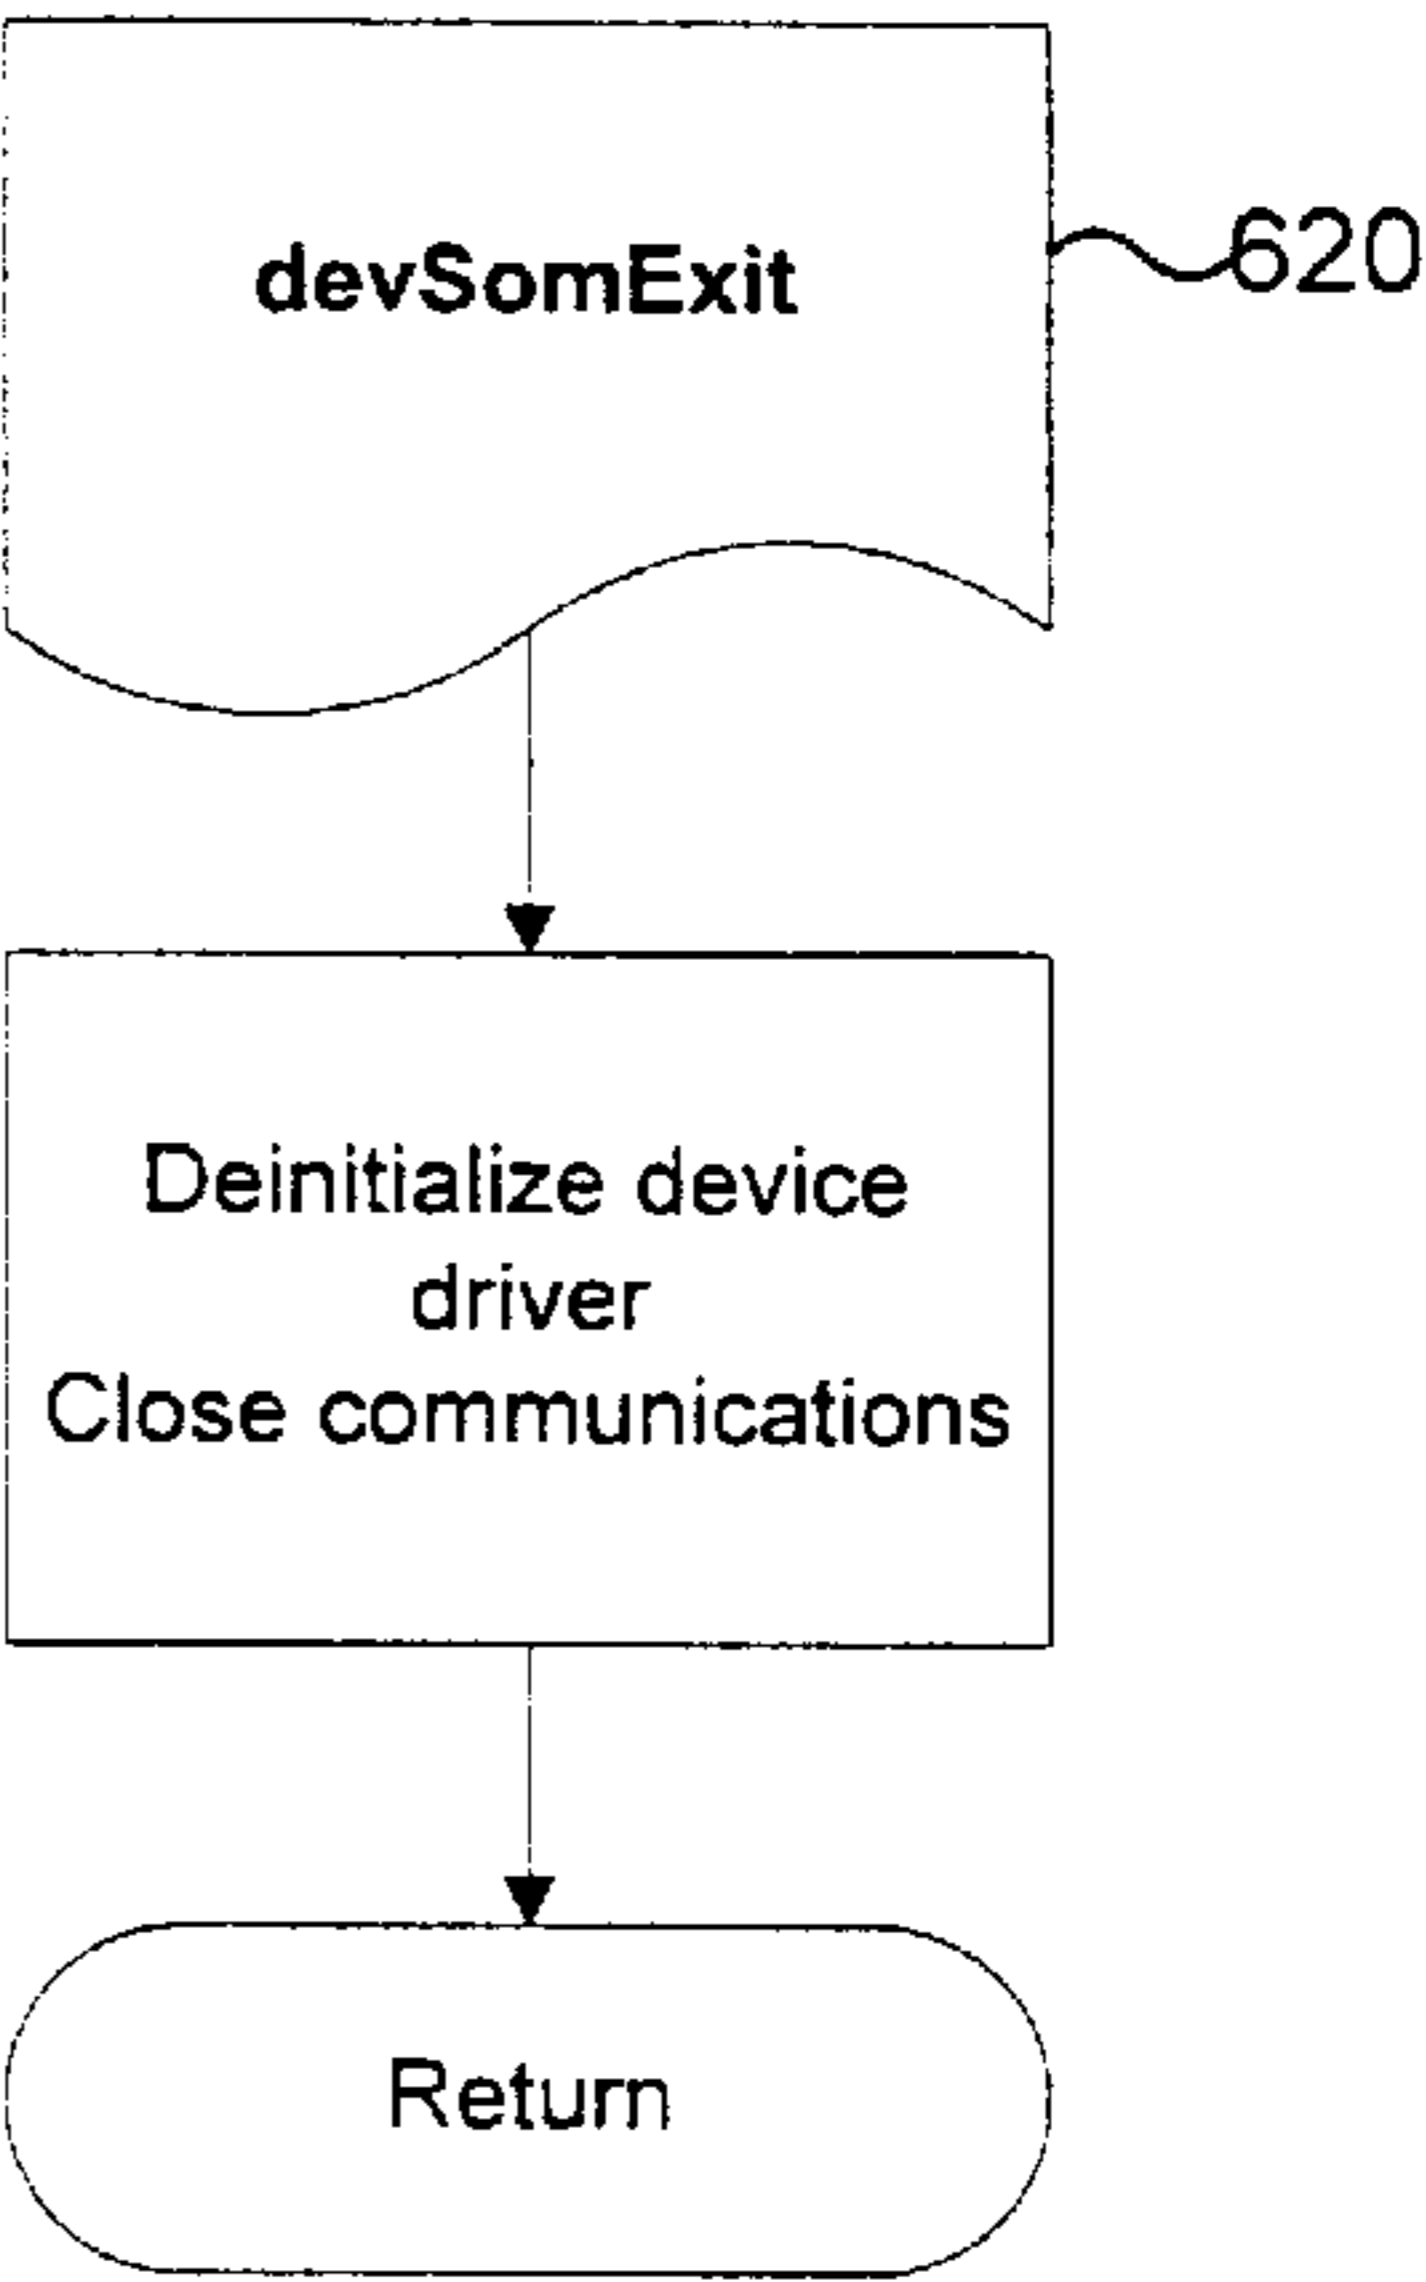 devSomExit
620
Deinitialize device
driver
Close communications
Return